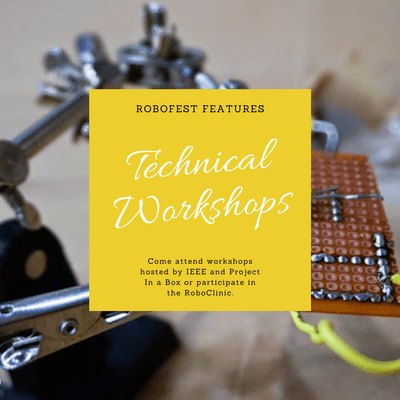 ROBOFEST FEATURES
Technical
Workshops
Come attend workshops
hosted by IEEE and Project
In a Box or participate in
the RoboClinic.